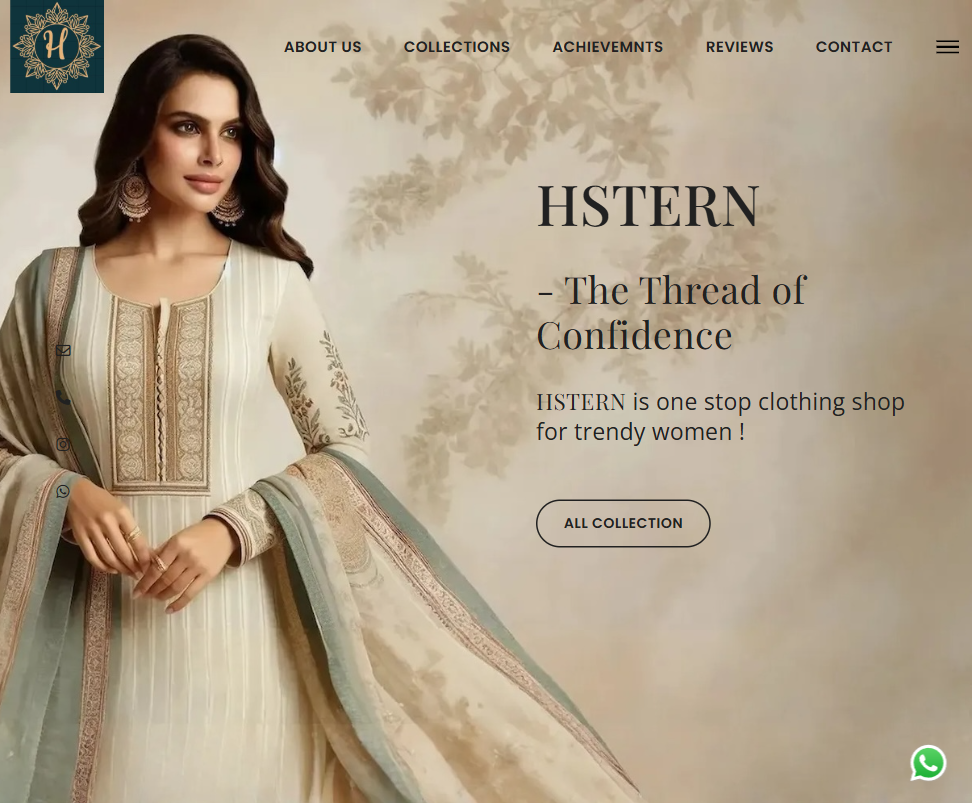 H
ABOUT US COLLECTIONS ACHIEVEMNTS REVIEWS CONTACT
HSTERN
- The Thread of
Confidence
HSTERN is one stop clothing shop
for trendy women !
ALL COLLECTION